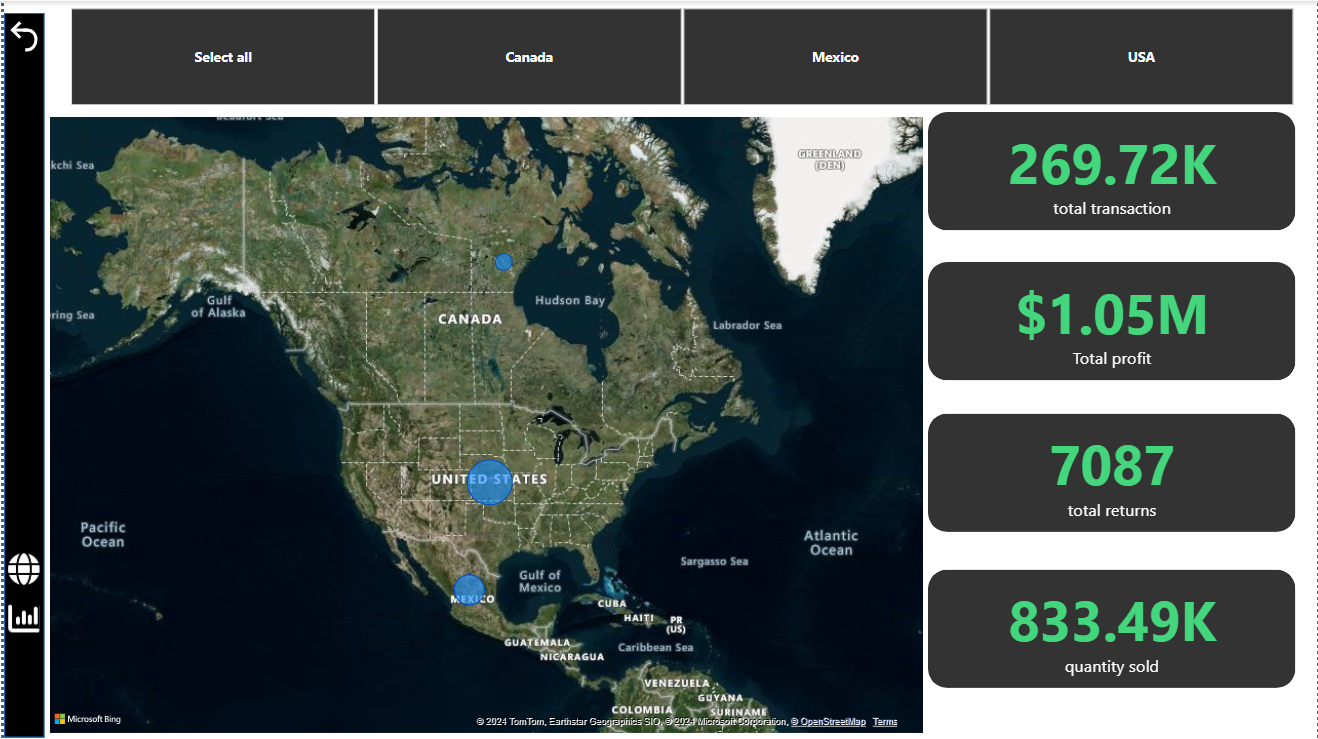 Select all
Canada
Mexico
USA
Beaufort Sea
GREENLAND
(DEN)
kchi Sea
Gulf
of Alaska
ring Sea
Hudson Bay
CANADA
Labrador Sea
UNITED STATES
Pacific
Ocean
Atlantic
Ocean
Sargasso Sea
Gulf of
Mexico
MEXICO
CUBA
HAITI
PR
(US)
GUATEMALA
Caribbean Sea
NICARAGUA
VENEZUELA
GUYANA
COLOMBIA
SURINAME
Microsoft Bing
© 2024 TomTom, Earthstar Geographics SIO, © 2024 Microsoft Corporation, © OpenStreetMap Terms
269.72K
total transaction
$1.05M
Total profit
7087
total returns
833.49K
quantity sold